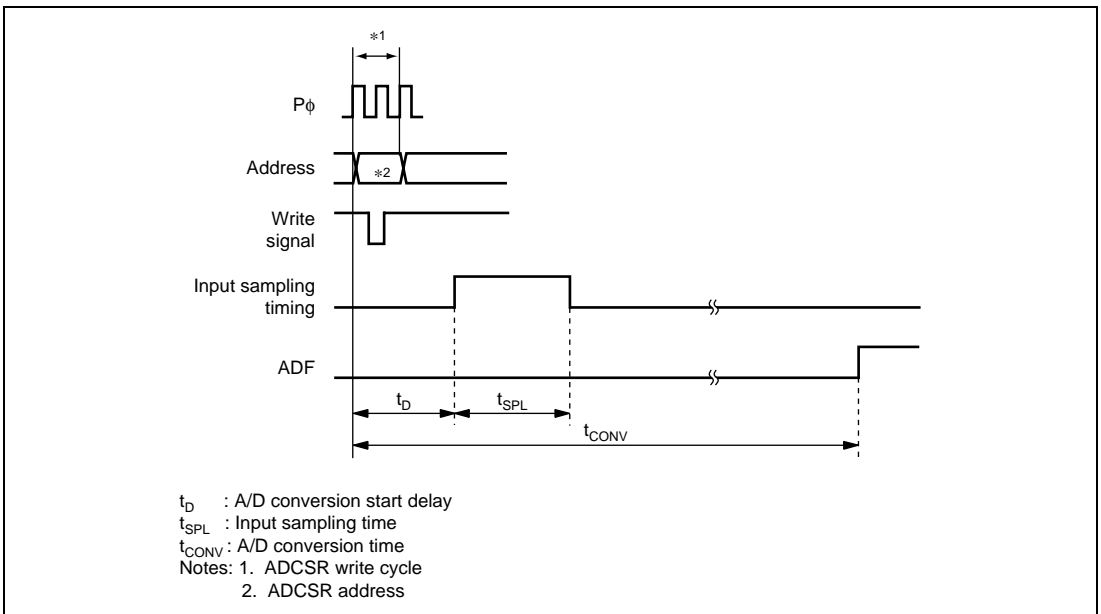 *1
Pφ
Address
*2
Write
signal
Input sampling
timing
ADF
tD
tSPL
tCONV
tD : A/D conversion start delay
tSPL : Input sampling time
tCONV : A/D conversion time
Notes: 1. ADCSR write cycle
2. ADCSR address